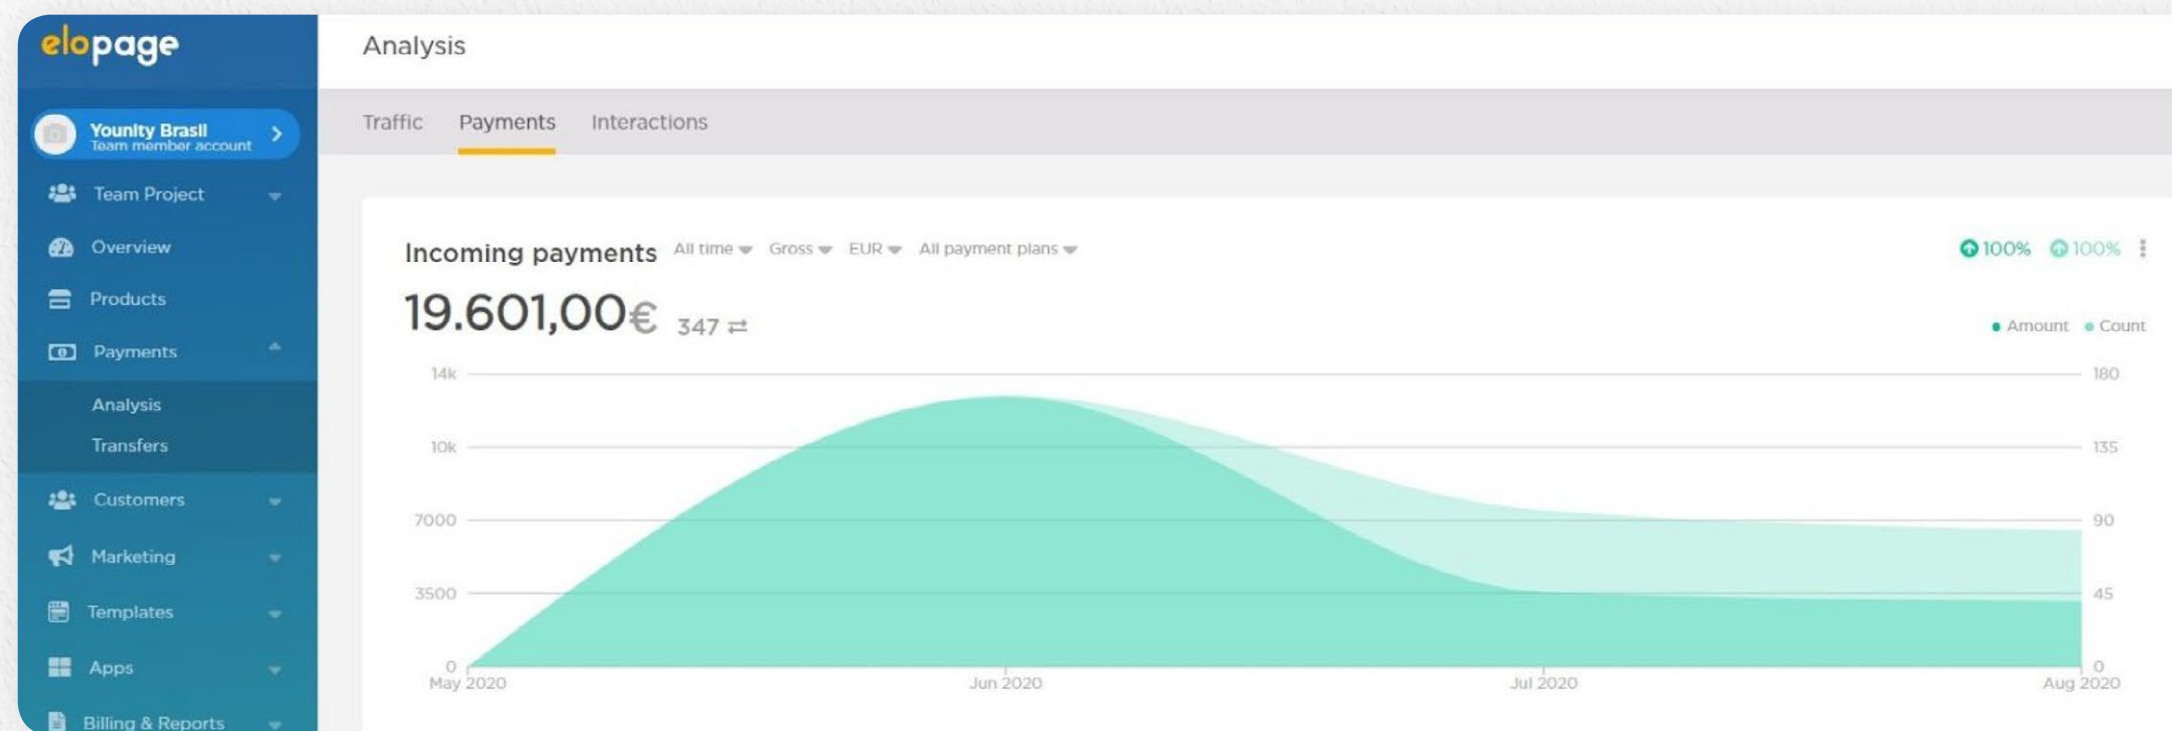 elopage
Analysis
Younity Brasil
Team member account
Traffic Payments Interactions
Team Project
Overview
Products
Payments
Analysis
Transfers
Customers
Marketing
Templates
Apps
Billing & Reports
Incoming payments All time Gross EUR All payment plans
100% 100%
19.601,00€ 347
Amount Count
14k
10k
7000
3500
0
180
135
90
45
0
May 2020 Jun 2020 Jul 2020 Aug 2020